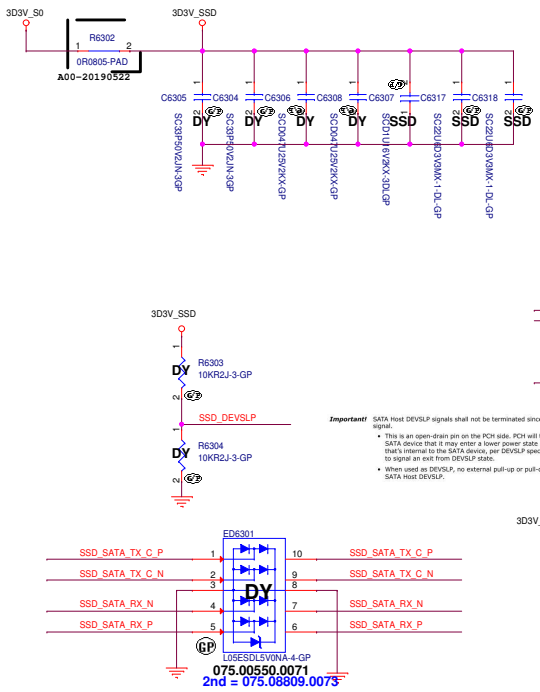 3D3V_S0
3D3V_SSD
R6302
1 2
0R0805-PAD
A00-20190522
1 1 1 1 1 2 1 1
C6305 C6304 C6306 C6308 C6307 C6317 C6318
2 2 2 2 1 2 2
DY DY DY DY SSD SSD SSD
SC33P50V2JN-3GP
SC33P50V2JN-3GP
SCD047U25V2KX-GP
SCD047U25V2KX-GP
SCD1U16V2KX-3DLGP
SC22U6D3V3MX-1-DL-GP
SC22U6D3V3MX-1-DL-GP
3D3V_SSD
1
R6303
DY
10KR2J-3-GP
2
SSD_DEVSLP
1
R6304
DY
10KR2J-3-GP
2
Important! SATA Host DEVSLP signals shall not be terminated since
signal.
• This is an open-drain pin on the PCH side. PCH will
SATA device that it may enter a lower power state
that's internal to the SATA device, per DEVSLP spec
to signal an exit from DEVSLP state.
• When used as DEVSLP, no external pull-up or pull-
SATA Host DEVSLP.
3D3V_
ED6301
SSD_SATA_TX_C_P 1 10 SSD_SATA_TX_C_P
SSD_SATA_TX_C_N 2 9 SSD_SATA_TX_C_N
3 8
DY
SSD_SATA_RX_N 4 7 SSD_SATA_RX_N
SSD_SATA_RX_P 5 6 SSD_SATA_RX_P
GP
L05ESDL5V0NA-4-GP
075.00550.0071
2nd = 075.08809.0073